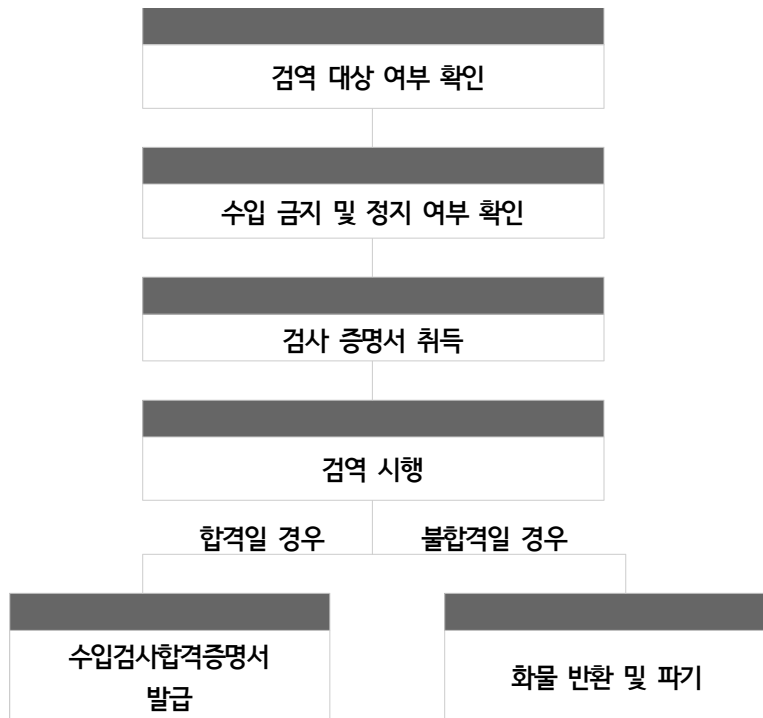 검역 대상 여부 확인
수입 금지 및 정지 여부 확인
검사 증명서 취득
검역 시행
합격일 경우
불합격일 경우
수입검사합격증명서
발급
화물 반환 및 파기